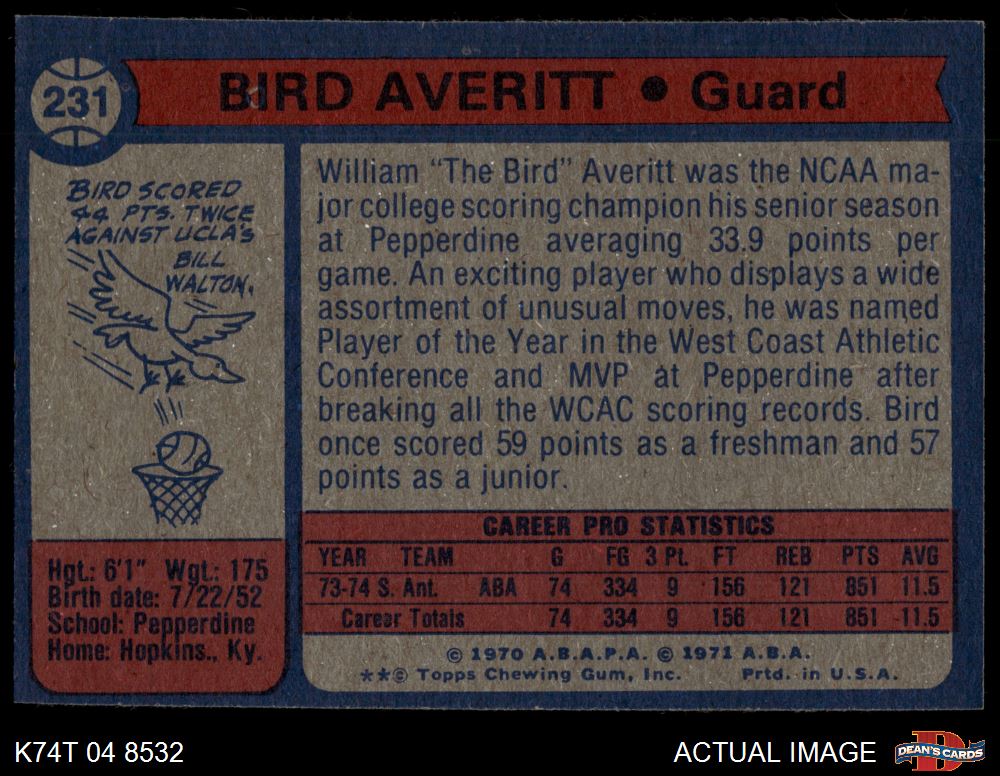 231
BIRD AVERITT • Guard
BIRD SCORED
44 PTS. TWICE
AGAINST UCLA'S
BILL
WALTON.
William "The Bird" Averitt was the NCAA ma-
jor college scoring champion his senior season
at Pepperdine averaging 33.9 points per
game. An exciting player who displays a wide
assortment of unusual moves, he was named
Player of the Year in the West Coast Athletic
Conference and MVP at Pepperdine after
breaking all the WCAC scoring records. Bird
once scored 59 points as a freshman and 57
points as a junior.
Hgt.: 6'1" Wgt.: 175
Birth date: 7/22/52
School: Pepperdine
Home: Hopkins., Ky.
CAREER PRO STATISTICS
YEAR TEAM G FG 3 Pt. FT REB PTS AVG
73-74 S. Ant. ABA 74 334 9 156 121 851 11.5
Career Totals 74 334 9 156 121 851 11.5
© 1970 A.B.A.P.A. © 1971 A.B.A.
**© Topps Chewing Gum, Inc. Prtd. in U.S.A.
K74T 04 8532
ACTUAL IMAGE
DEAN'S CARDS